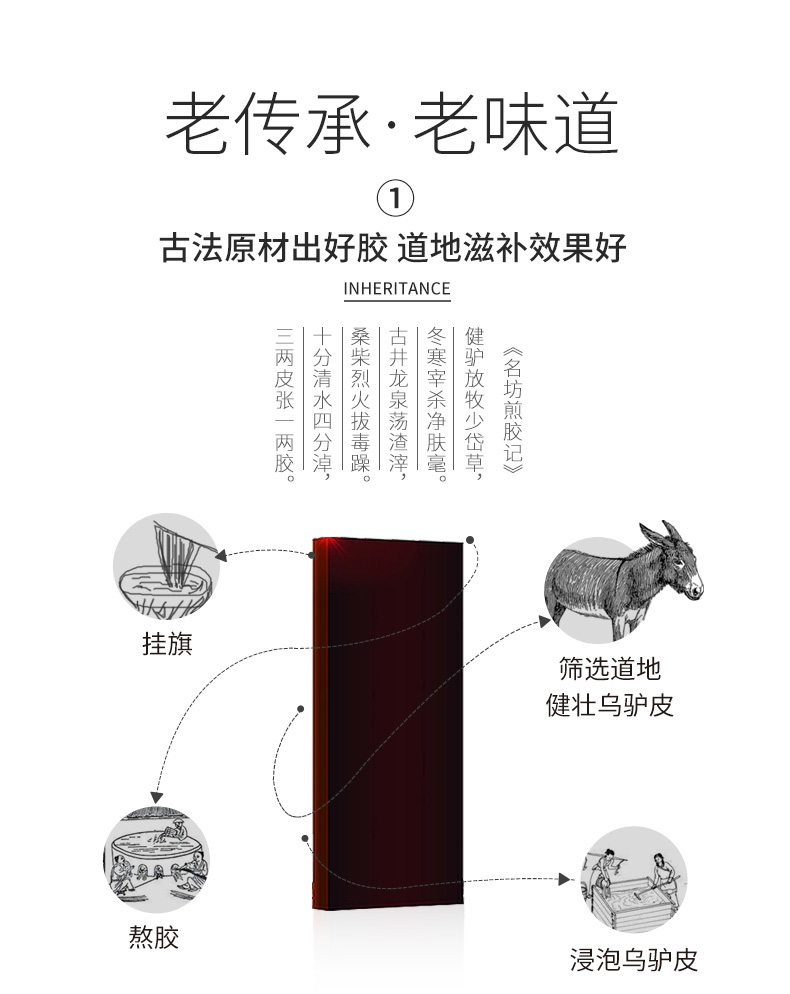 老传承·老味道
①
古法原材出好胶 道地滋补效果好
INHERITANCE
《名坊煎胶记》
健驴放牧少岱草，
冬寒宰杀净肤毫。
古井龙泉荡渣滓，
桑柴烈火拔毒躁。
十分清水四分淖，
三两皮张一两胶。
挂旗
筛选道地
健壮乌驴皮
熬胶
浸泡乌驴皮